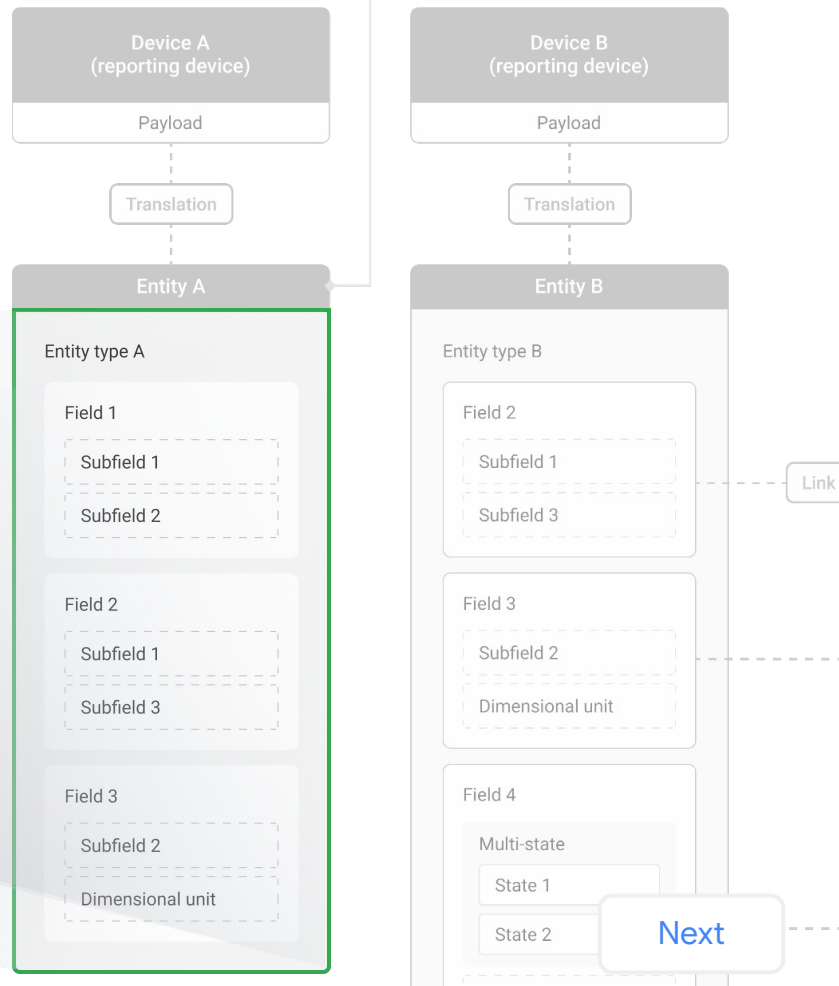 Device A
(reporting device)
Payload
Translation
Entity A
Entity type A
Field 1
Subfield 1
Subfield 2
Field 2
Subfield 1
Subfield 3
Field 3
Subfield 2
Dimensional unit
Device B
(reporting device)
Payload
Translation
Entity B
Entity type B
Field 2
Subfield 1
Subfield 3
Field 3
Subfield 2
Dimensional unit
Field 4
Multi-state
State 1
State 2
Link
Next